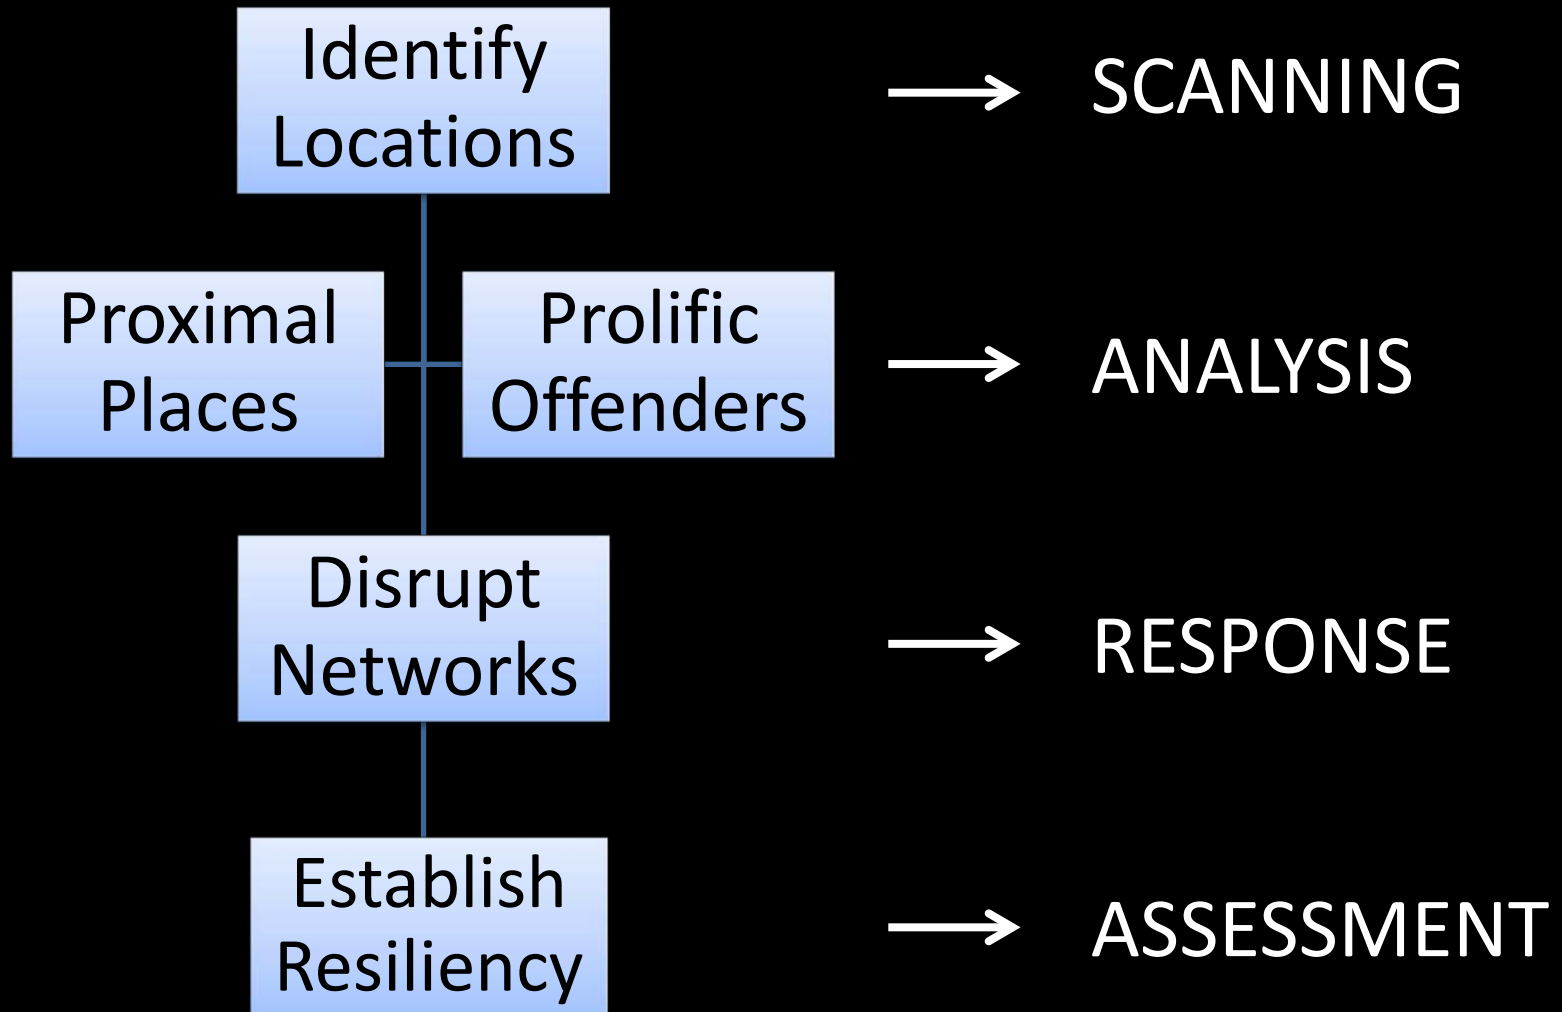 Identify
Locations
SCANNING
Proximal
Places
Prolific
Offenders
ANALYSIS
Disrupt
Networks
RESPONSE
Establish
Resiliency
ASSESSMENT